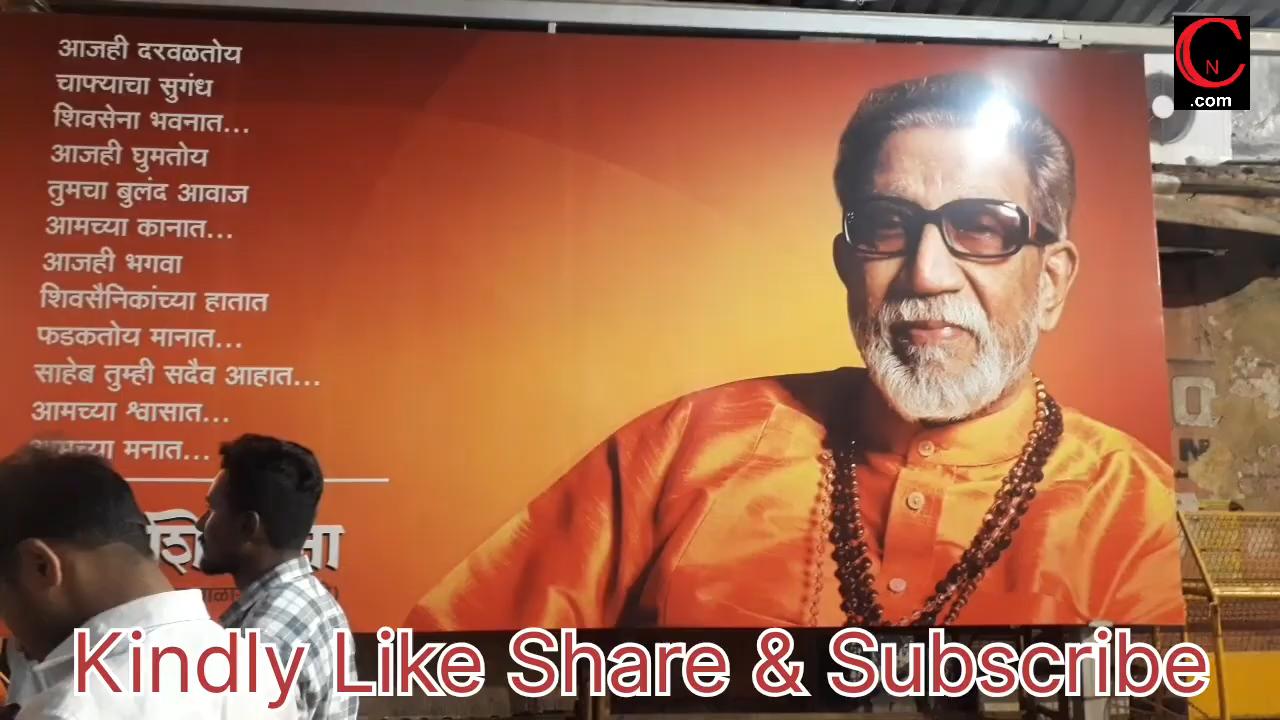 आजही दरवळतोय
चाफ्याचा सुगंध
शिवसेना भवनात...
आजही घुमतोय
तुमचा बुलंद आवाज
आमच्या कानात...
आजही भगवा
शिवसैनिकांच्या हातात
फडकतोय मानात...
साहेब तुम्ही सदैव आहात...
आमच्या श्वासात...
आमच्या मनात...
C
N
.com
Kindly Like Share & Subscribe